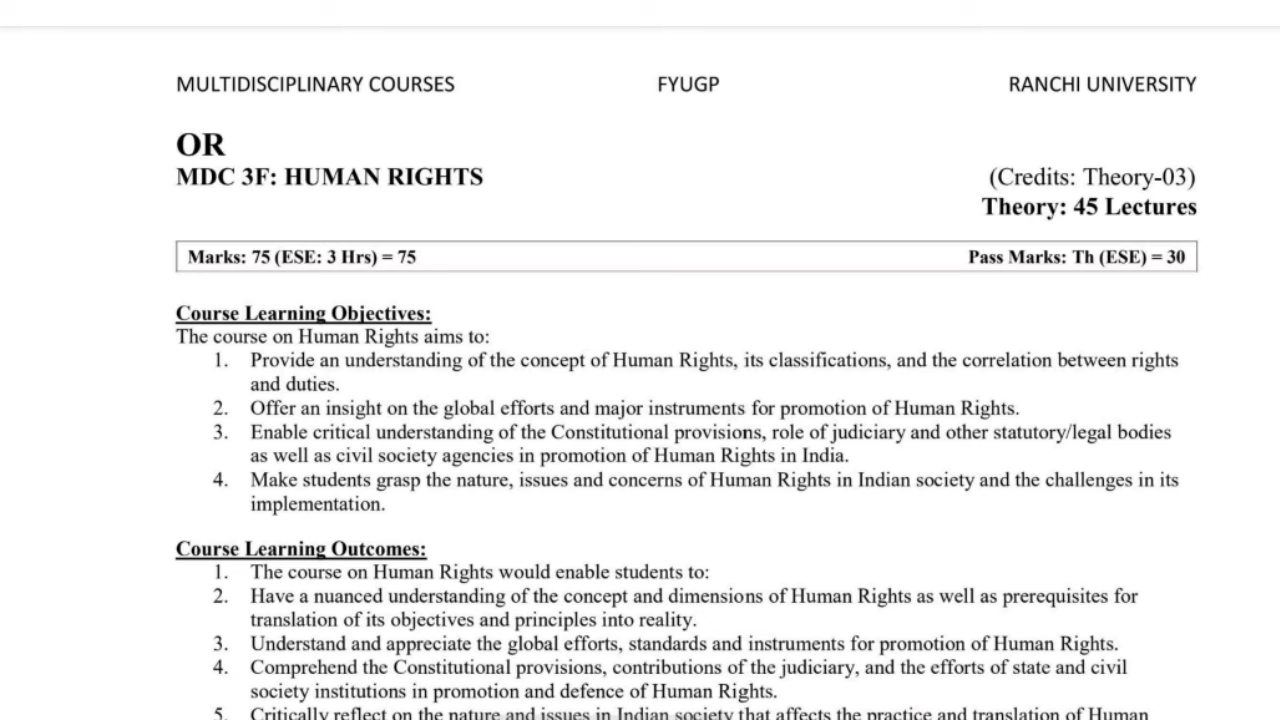 MULTIDISCIPLINARY COURSES FYUGP RANCHI UNIVERSITY
OR
MDC 3F: HUMAN RIGHTS (Credits: Theory-03)
Theory: 45 Lectures
Marks: 75 (ESE: 3 Hrs) = 75 Pass Marks: Th (ESE) = 30
Course Learning Objectives:
The course on Human Rights aims to:
1. Provide an understanding of the concept of Human Rights, its classifications, and the correlation between rights
and duties.
2. Offer an insight on the global efforts and major instruments for promotion of Human Rights.
3. Enable critical understanding of the Constitutional provisions, role of judiciary and other statutory/legal bodies
as well as civil society agencies in promotion of Human Rights in India.
4. Make students grasp the nature, issues and concerns of Human Rights in Indian society and the challenges in its
implementation.
Course Learning Outcomes:
1. The course on Human Rights would enable students to:
2. Have a nuanced understanding of the concept and dimensions of Human Rights as well as prerequisites for
translation of its objectives and principles into reality.
3. Understand and appreciate the global efforts, standards and instruments for promotion of Human Rights.
4. Comprehend the Constitutional provisions, contributions of the judiciary, and the efforts of state and civil
society institutions in promotion and defence of Human Rights.
5. Critically reflect on the nature and issues in Indian society that affects the practice and translation of Human